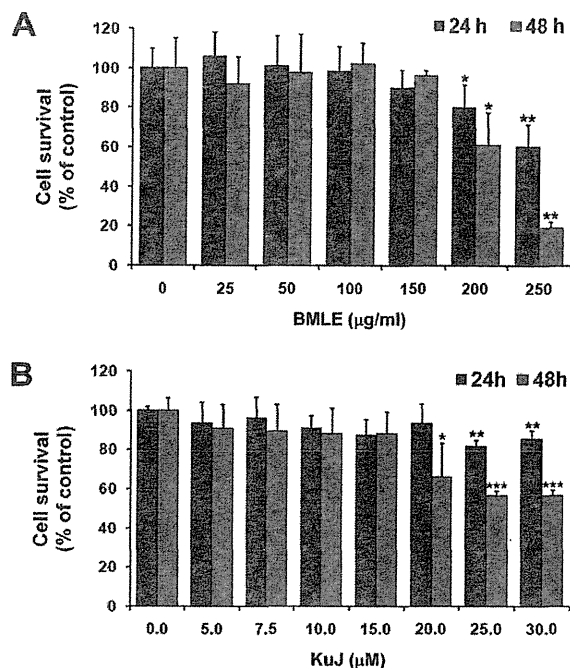 A
24 h 48 h
Cell survival
(% of control)
120
100
80
60
40
20
0
* * ** **
0 25 50 100 150 200 250
BMLE (µg/ml)
B
24h 48h
Cell survival
(% of control)
120
100
80
60
40
20
0
* ** *** ** ***
0.0 5.0 7.5 10.0 15.0 20.0 25.0 30.0
KuJ (µM)